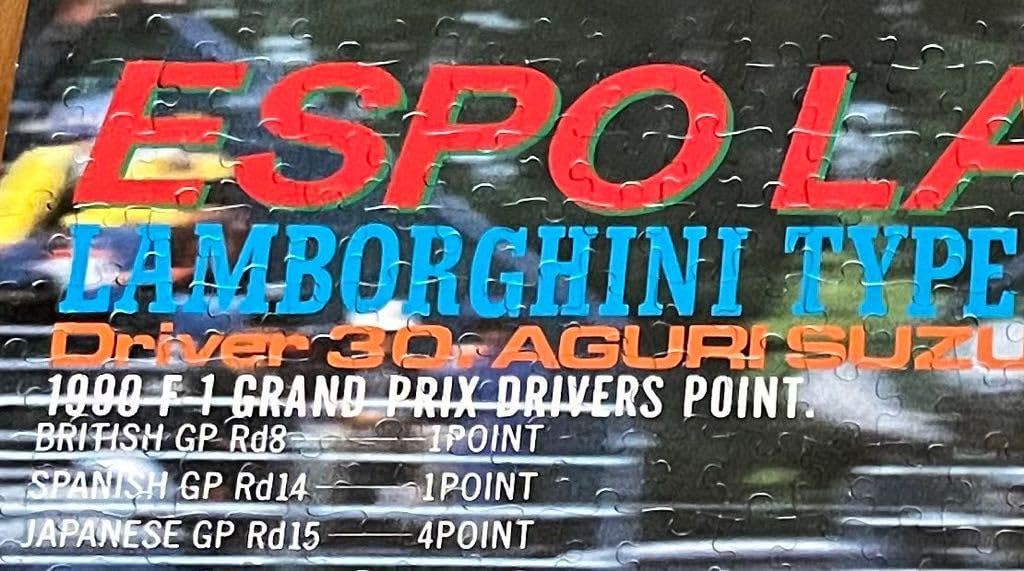 ESPO LA
LAMBORGHINI TYPE
Driver 30. AGURI SUZU
1990 F-1 GRAND PRIX DRIVERS POINT.
BRITISH GP Rd8 —— 1POINT
SPANISH GP Rd14 —— 1POINT
JAPANESE GP Rd15 —— 4POINT